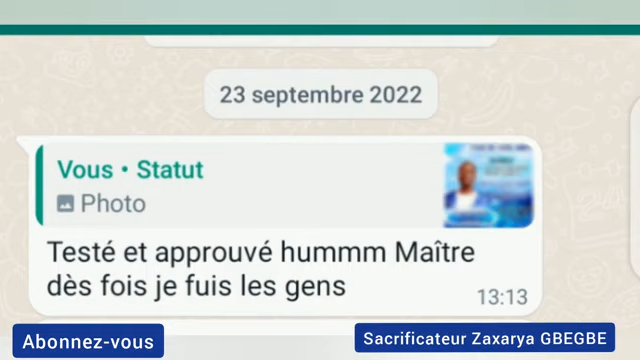 23 septembre 2022
Vous • Statut
Photo
Testé et approuvé hummm Maître
dès fois je fuis les gens
13:13
Abonnez-vous
Sacrificateur Zaxarya GBEGBE